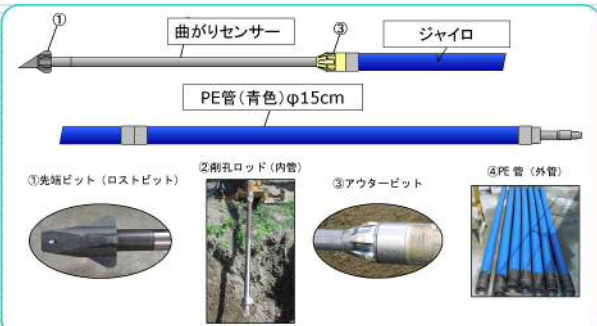 ①
③
曲がりセンサー
ジャイロ
PE管(青色)φ15cm
①先端ビット(ロストビット)
②削孔ロッド(内管)
③アウタービット
④PE管(外管)